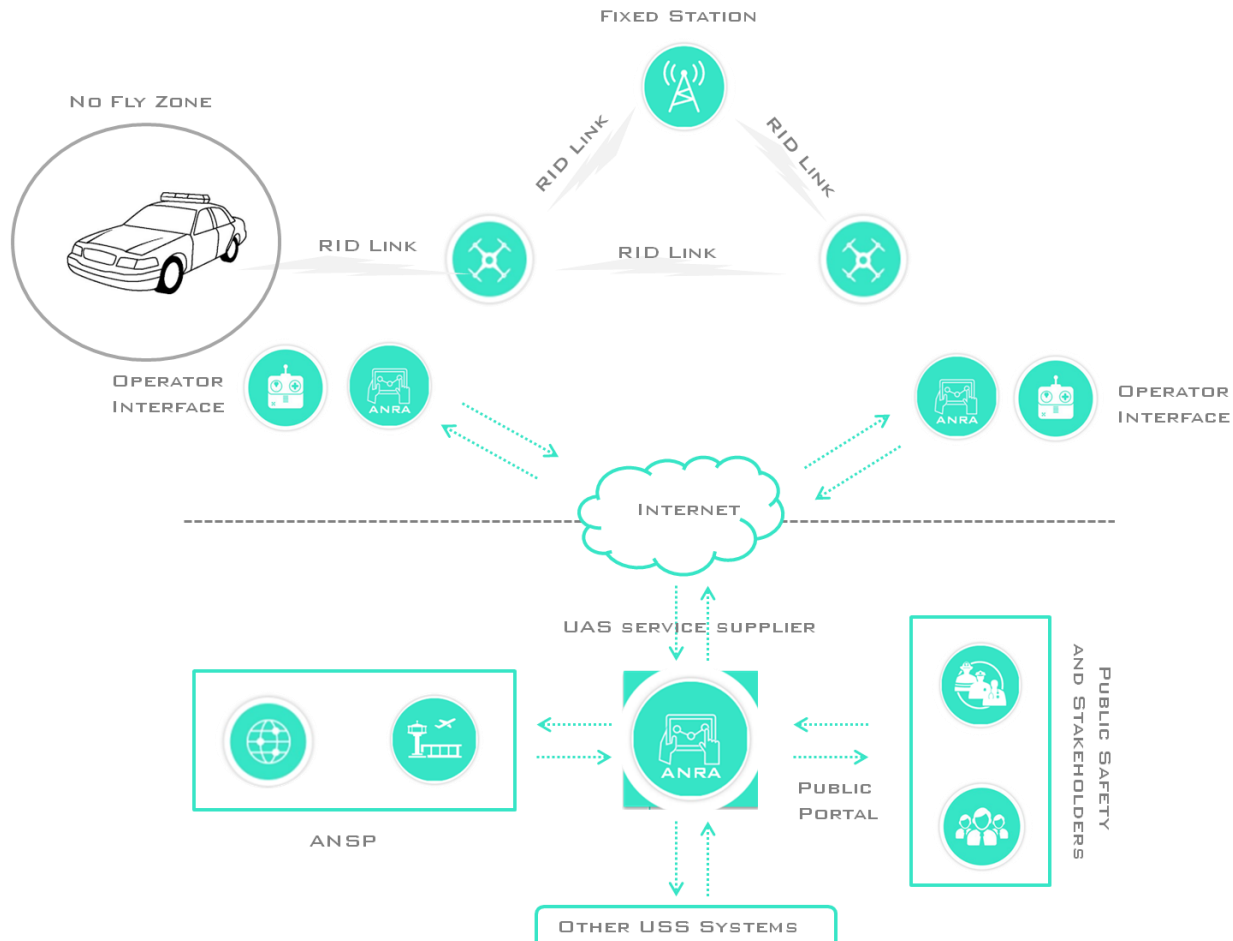 Fixed Station
No Fly Zone
RID Link
RID Link
RID Link
RID Link
Operator
Interface
ANRA
ANRA
Operator
Interface
Internet
UAS service supplier
ANRA
Public
Portal
Public Safety
and Stakeholders
ANSP
Other USS Systems